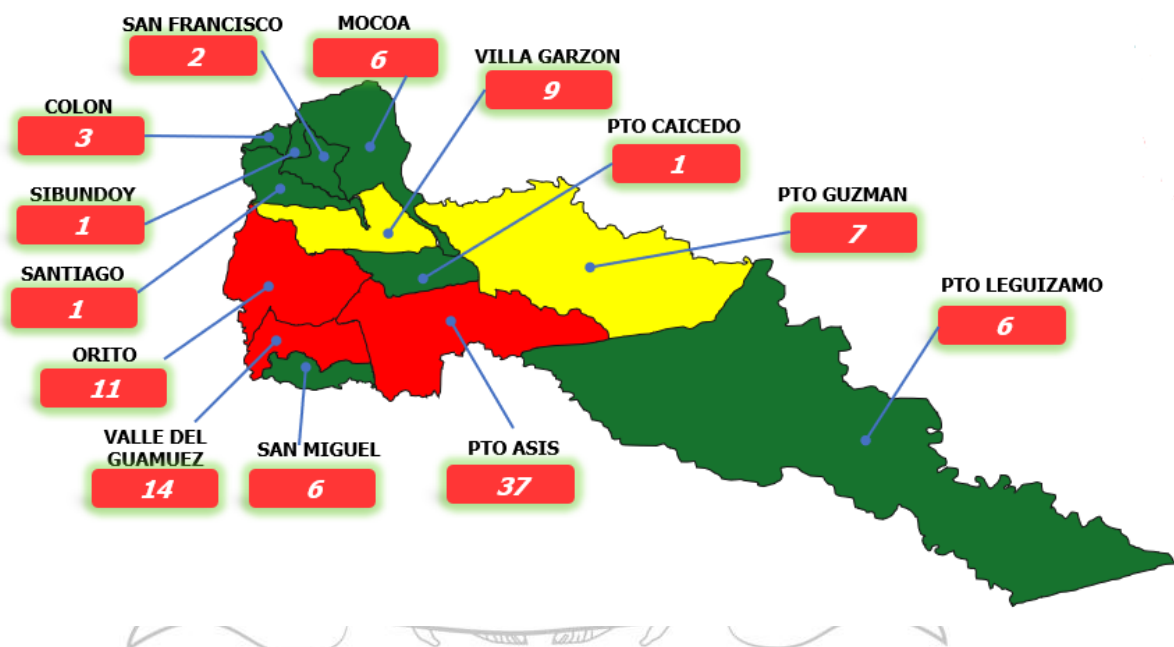 SAN FRANCISCO
2
MOCOA
6
VILLA GARZON
9
COLON
3
PTO CAICEDO
1
SIBUNDOY
1
PTO GUZMAN
7
SANTIAGO
1
PTO LEGUIZAMO
6
ORITO
11
VALLE DEL
GUAMUEZ
14
SAN MIGUEL
6
PTO ASIS
37